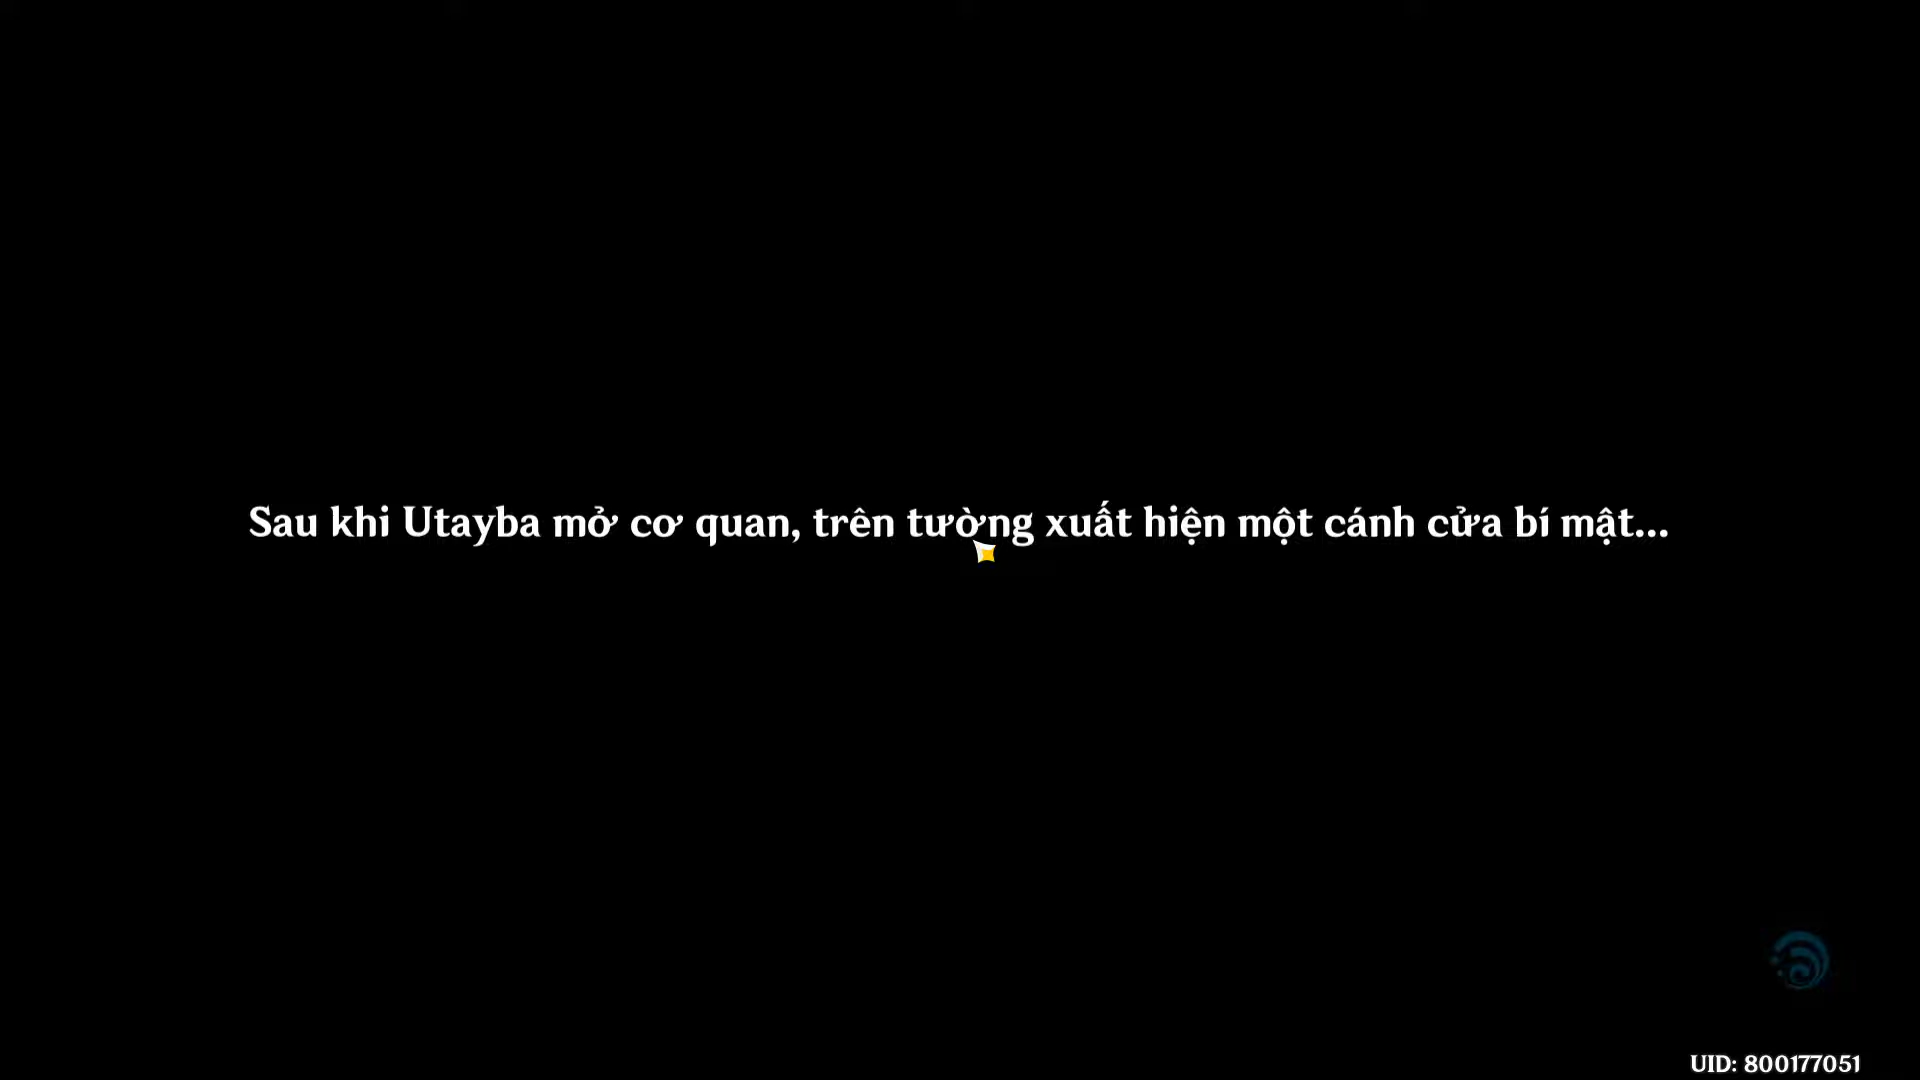 Sau khi Utayba mở cơ quan, trên tường xuất hiện một cánh cửa bí mật...
UID: 800177051